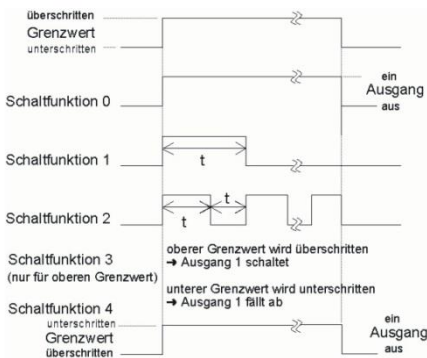 überschritten
Grenzwert
unterschritten
ein
Ausgang
aus
Schaltfunktion 0
Schaltfunktion 1
t
Schaltfunktion 2
t
t
Schaltfunktion 3
(nur für oberen Grenzwert)
oberer Grenzwert wird überschritten
➔ Ausgang 1 schaltet
unterer Grenzwert wird unterschritten
➔ Ausgang 1 fällt ab
Schaltfunktion 4
unterschritten
Grenzwert
überschritten
ein
Ausgang
aus